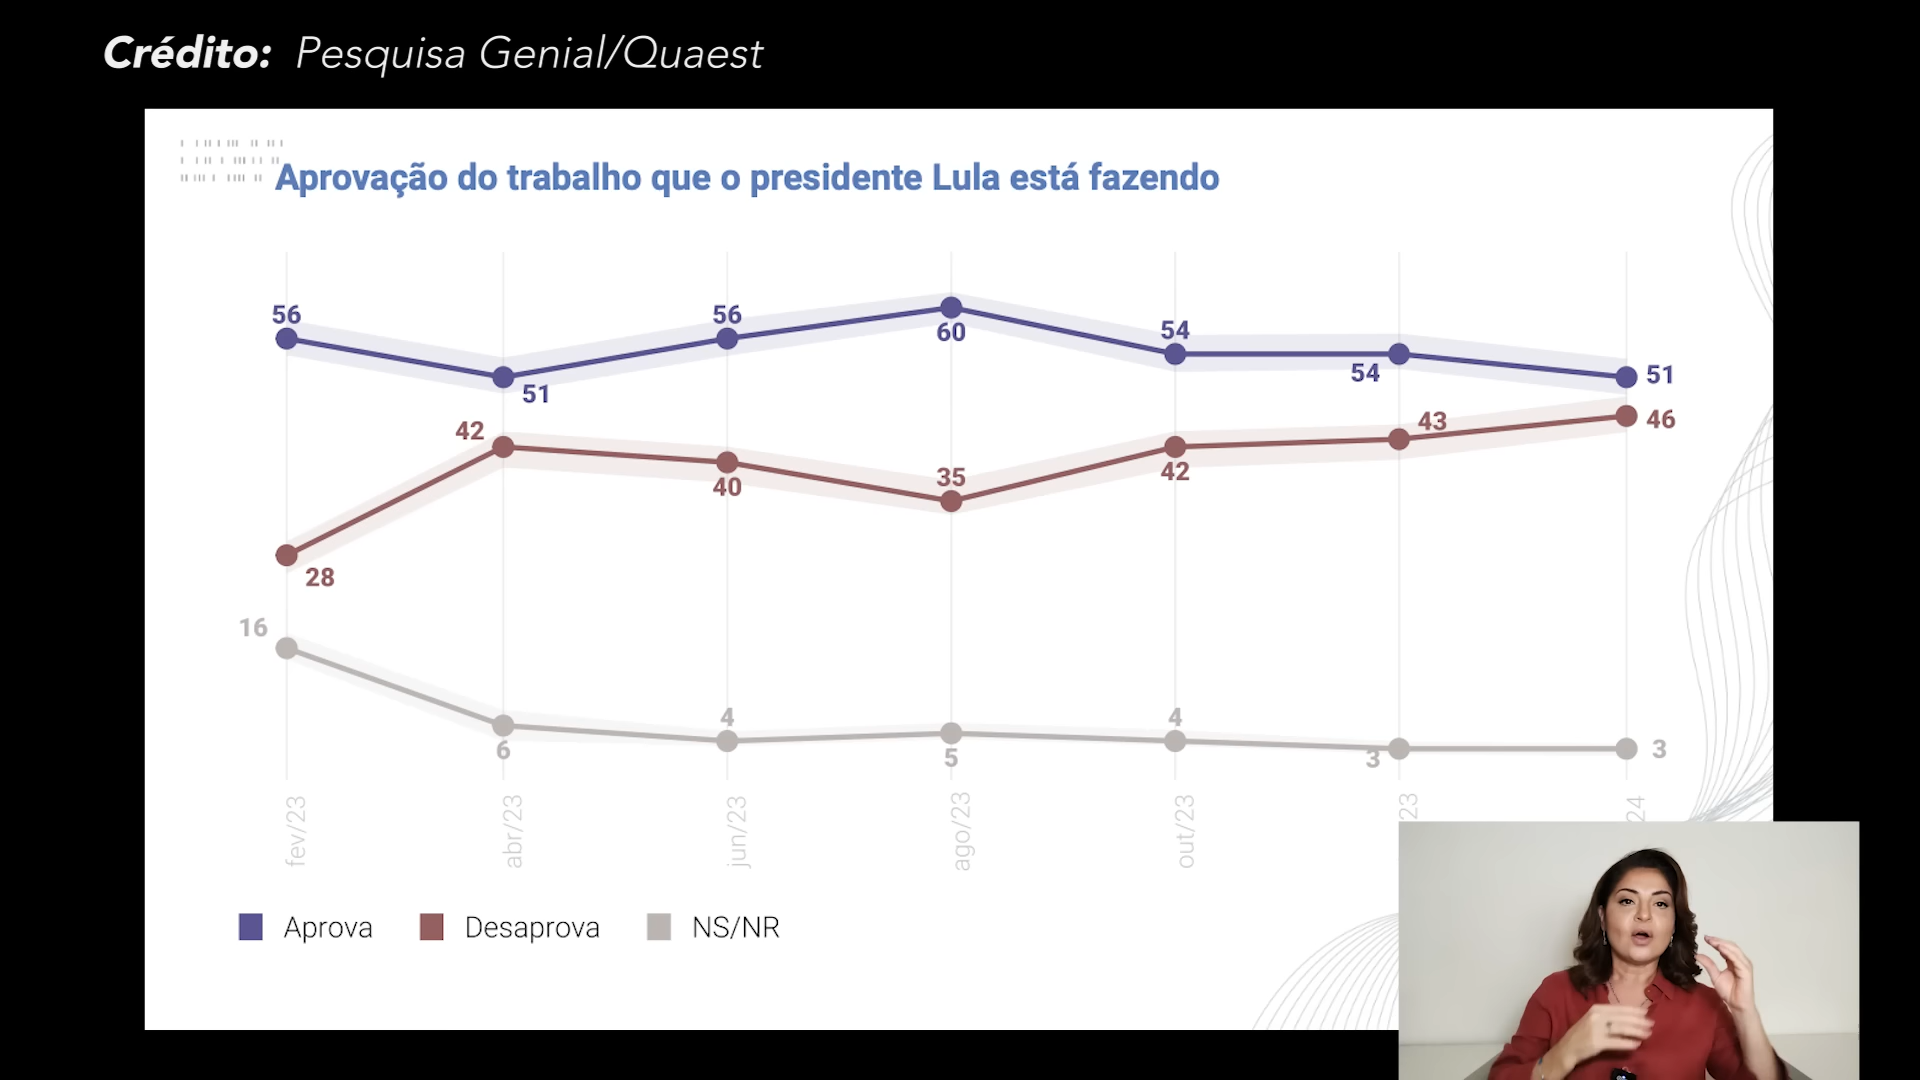 Crédito: Pesquisa Genial/Quaest
Aprovação do trabalho que o presidente Lula está fazendo
56
51
56
60
54
54
51
28
42
40
35
42
43
46
16
6
4
5
4
3
3
fev/23
abr/23
jun/23
ago/23
out/23
23
24
Aprova
Desaprova
NS/NR